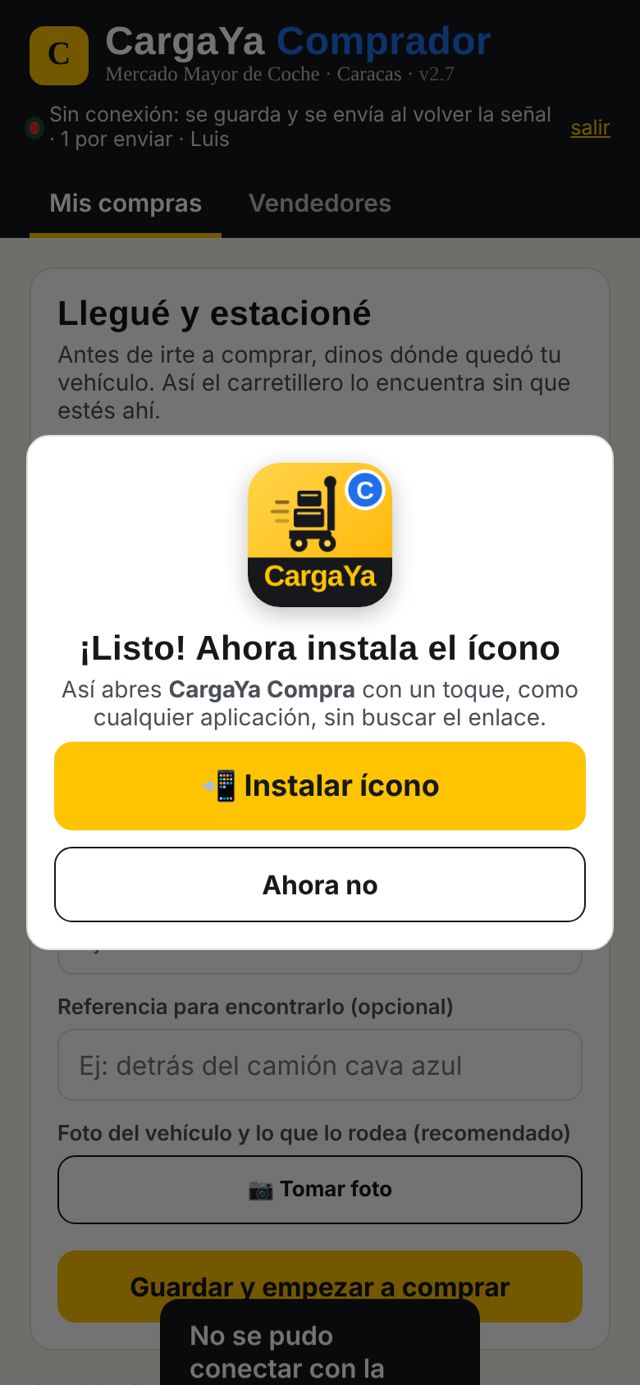 C
CargaYa Comprador
Mercado Mayor de Coche · Caracas · v2.7
Sin conexión: se guarda y se envía al volver la señal
· 1 por enviar · Luis
salir
Mis compras
Vendedores
Llegué y estacioné
Antes de irte a comprar, dinos dónde quedó tu
vehículo. Así el carretillero lo encuentra sin que
estés ahí.
C
CargaYa
¡Listo! Ahora instala el ícono
Así abres CargaYa Compra con un toque, como
cualquier aplicación, sin buscar el enlace.
📲 Instalar ícono
Ahora no
Referencia para encontrarlo (opcional)
Ej: detrás del camión cava azul
Foto del vehículo y lo que lo rodea (recomendado)
📷 Tomar foto
Guardar y empezar a comprar
No se pudo
conectar con la